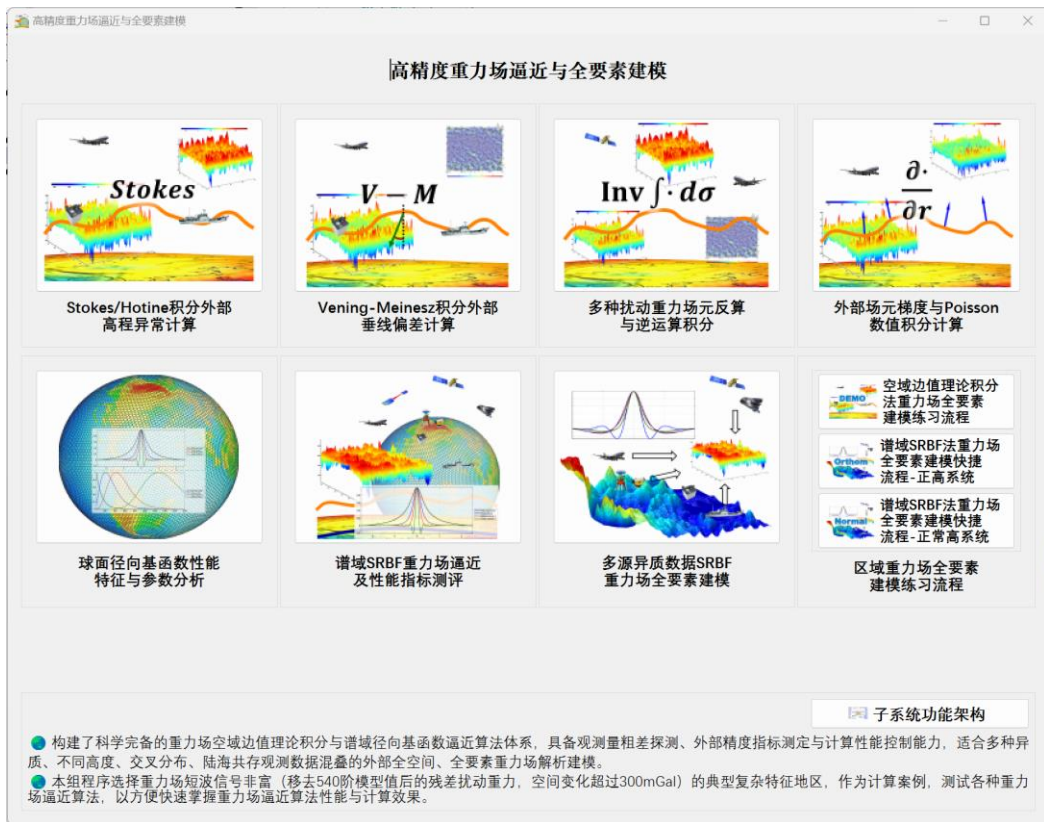 高精度重力场逼近与全要素建模
高精度重力场逼近与全要素建模
Stokes
Stokes/Hotine积分外部
高程异常计算
V — M
Vening-Meinesz积分外部
垂线偏差计算
Inv ∫· dσ
多种扰动重力场元反算
与逆运算积分
∂·
∂r
外部场元梯度与Poisson
数值积分计算
球面径向基函数性能
特征与参数分析
谱域SRBF重力场逼近
及性能指标测评
多源异质数据SRBF
重力场全要素建模
DEMO
空域边值理论积分
法重力场全要素
建模练习流程
Orthom
谱域SRBF法重力场
全要素建模快捷
流程-正高系统
Normal
谱域SRBF法重力场
全要素建模快捷
流程-正常高系统
区域重力场全要素
建模练习流程
子系统功能架构
构建了科学完备的重力场空域边值理论积分与谱域径向基函数逼近算法体系，具备观测量粗差探测、外部精度指标测定与计算性能控制能力，适合多种异
质、不同高度、交叉分布、陆海共存观测数据混叠的外部全空间、全要素重力场解析建模。
本组程序选择重力场短波信号非富（移去540阶模型值后的残差扰动重力，空间变化超过300mGal）的典型复杂特征地区，作为计算案例，测试各种重力
场逼近算法，以方便快速掌握重力场逼近算法性能与计算效果。